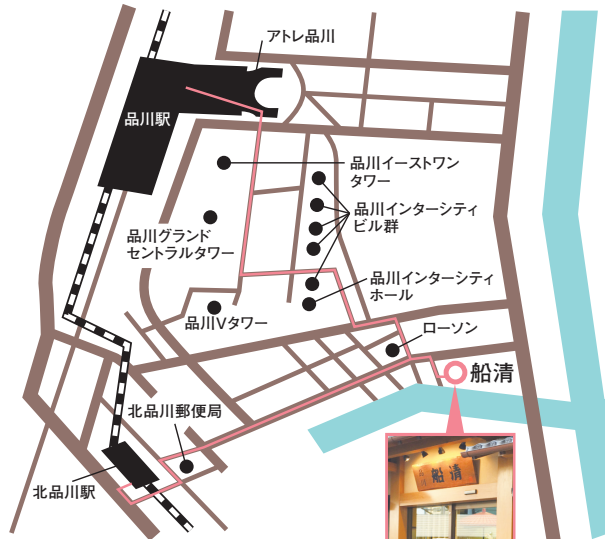 アトレ品川
品川駅
品川イーストワン
タワー
品川インターシティ
ビル群
品川グランド
セントラルタワー
品川インターシティ
ホール
品川Vタワー
ローソン
船清
北品川郵便局
北品川駅
船清